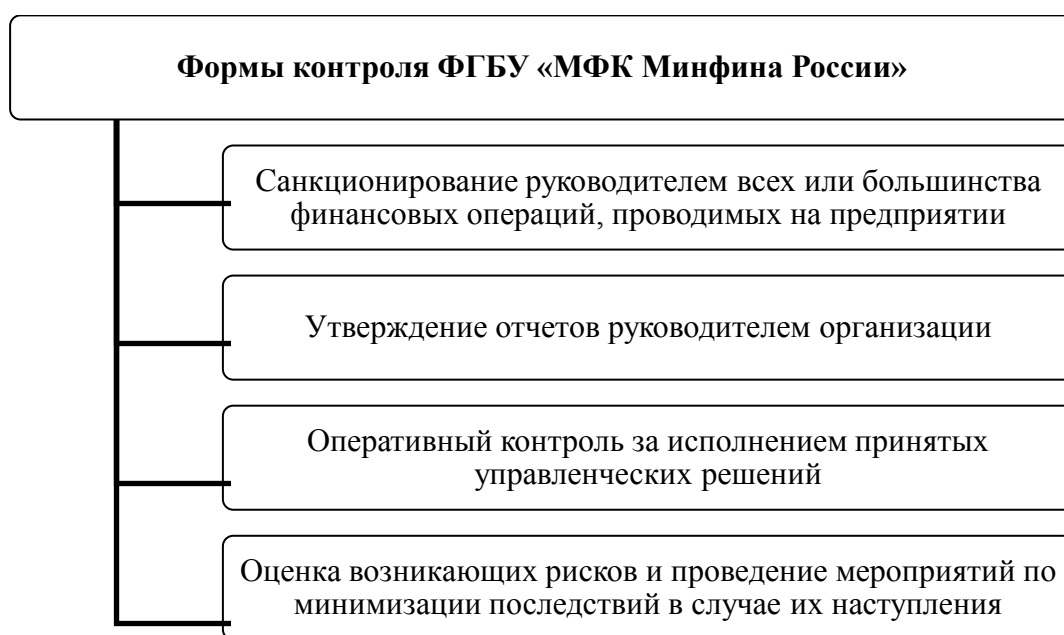 Формы контроля ФГБУ «МФК Минфина России»
Санкционирование руководителем всех или большинства
финансовых операций, проводимых на предприятии
Утверждение отчетов руководителем организации
Оперативный контроль за исполнением принятых
управленческих решений
Оценка возникающих рисков и проведение мероприятий по
минимизации последствий в случае их наступления